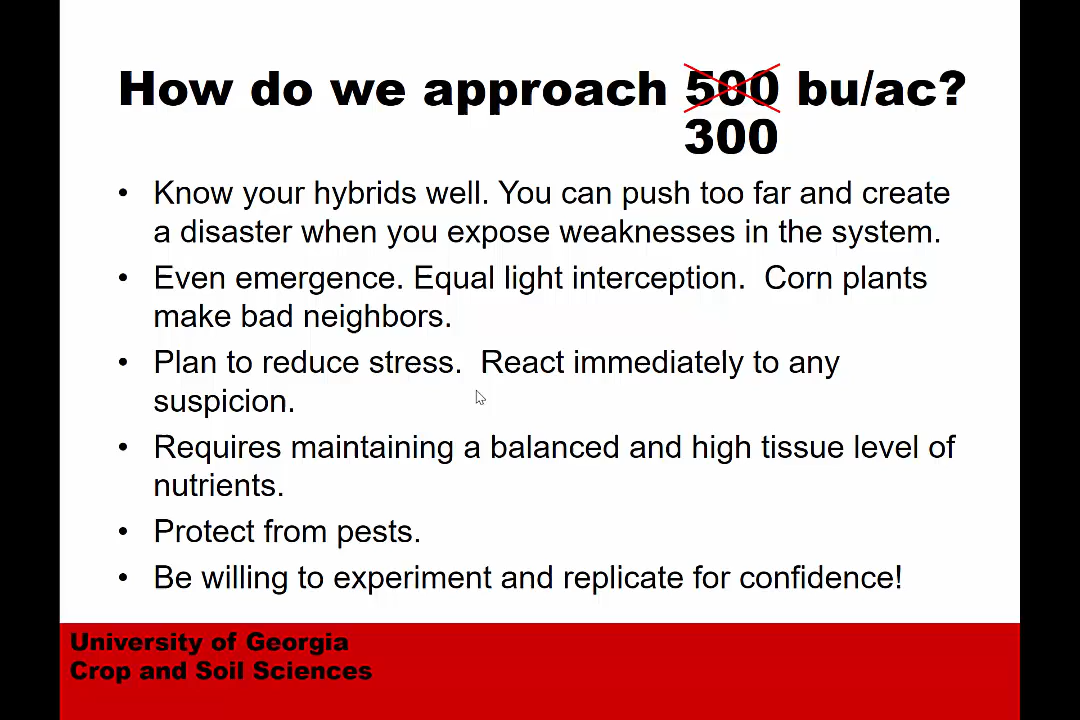 How do we approach 500 bu/ac?
300
• Know your hybrids well. You can push too far and create
a disaster when you expose weaknesses in the system.
• Even emergence. Equal light interception.  Corn plants
make bad neighbors.
• Plan to reduce stress.  React immediately to any
suspicion.
• Requires maintaining a balanced and high tissue level of
nutrients.
• Protect from pests.
• Be willing to experiment and replicate for confidence!
University of Georgia
Crop and Soil Sciences